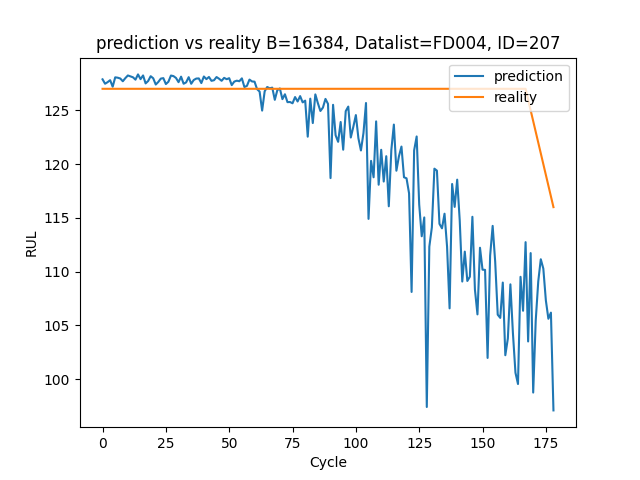 prediction vs reality B=16384, Datalist=FD004, ID=207
prediction
reality
RUL
125
120
115
110
105
100
0 25 50 75 100 125 150 175
Cycle